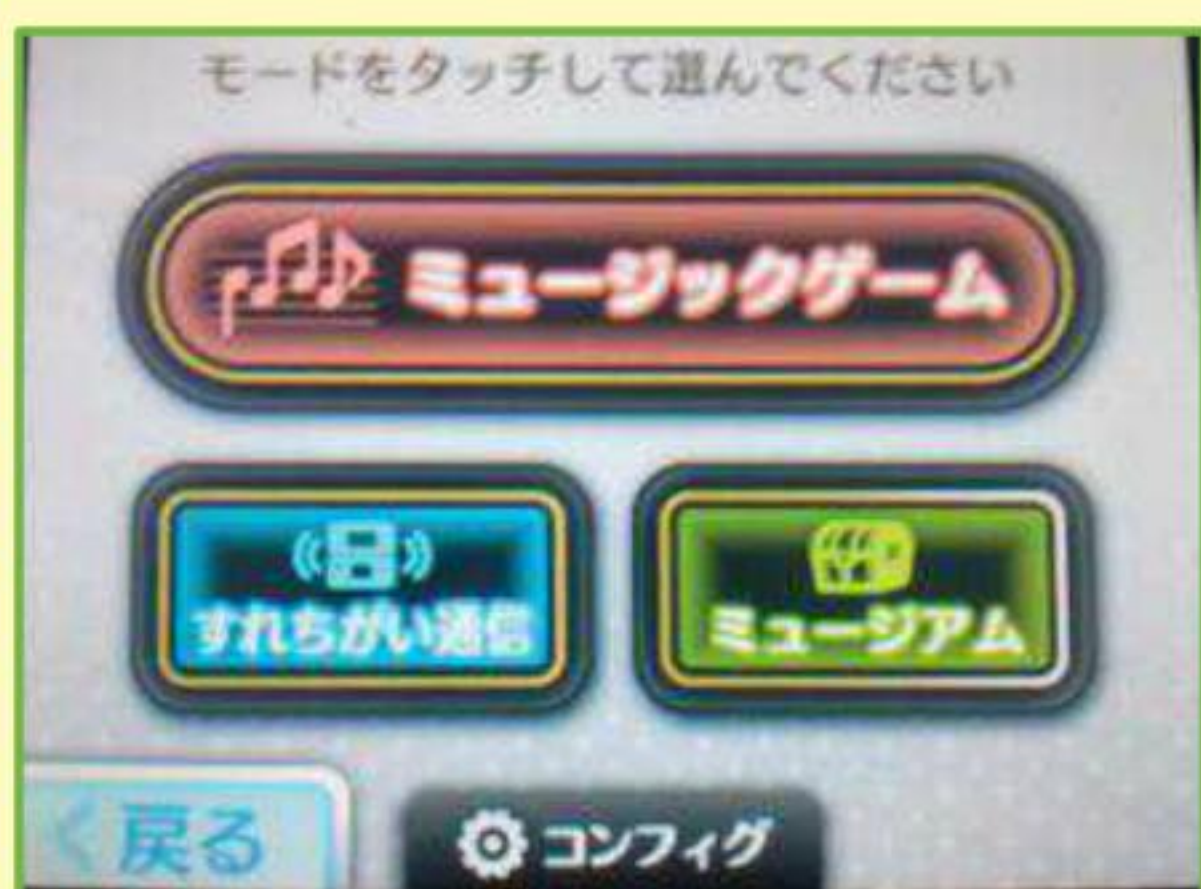 モードをタッチして選んでください
ミュージックゲーム
すれちがい通信
ミュージアム
戻る
コンフィグ